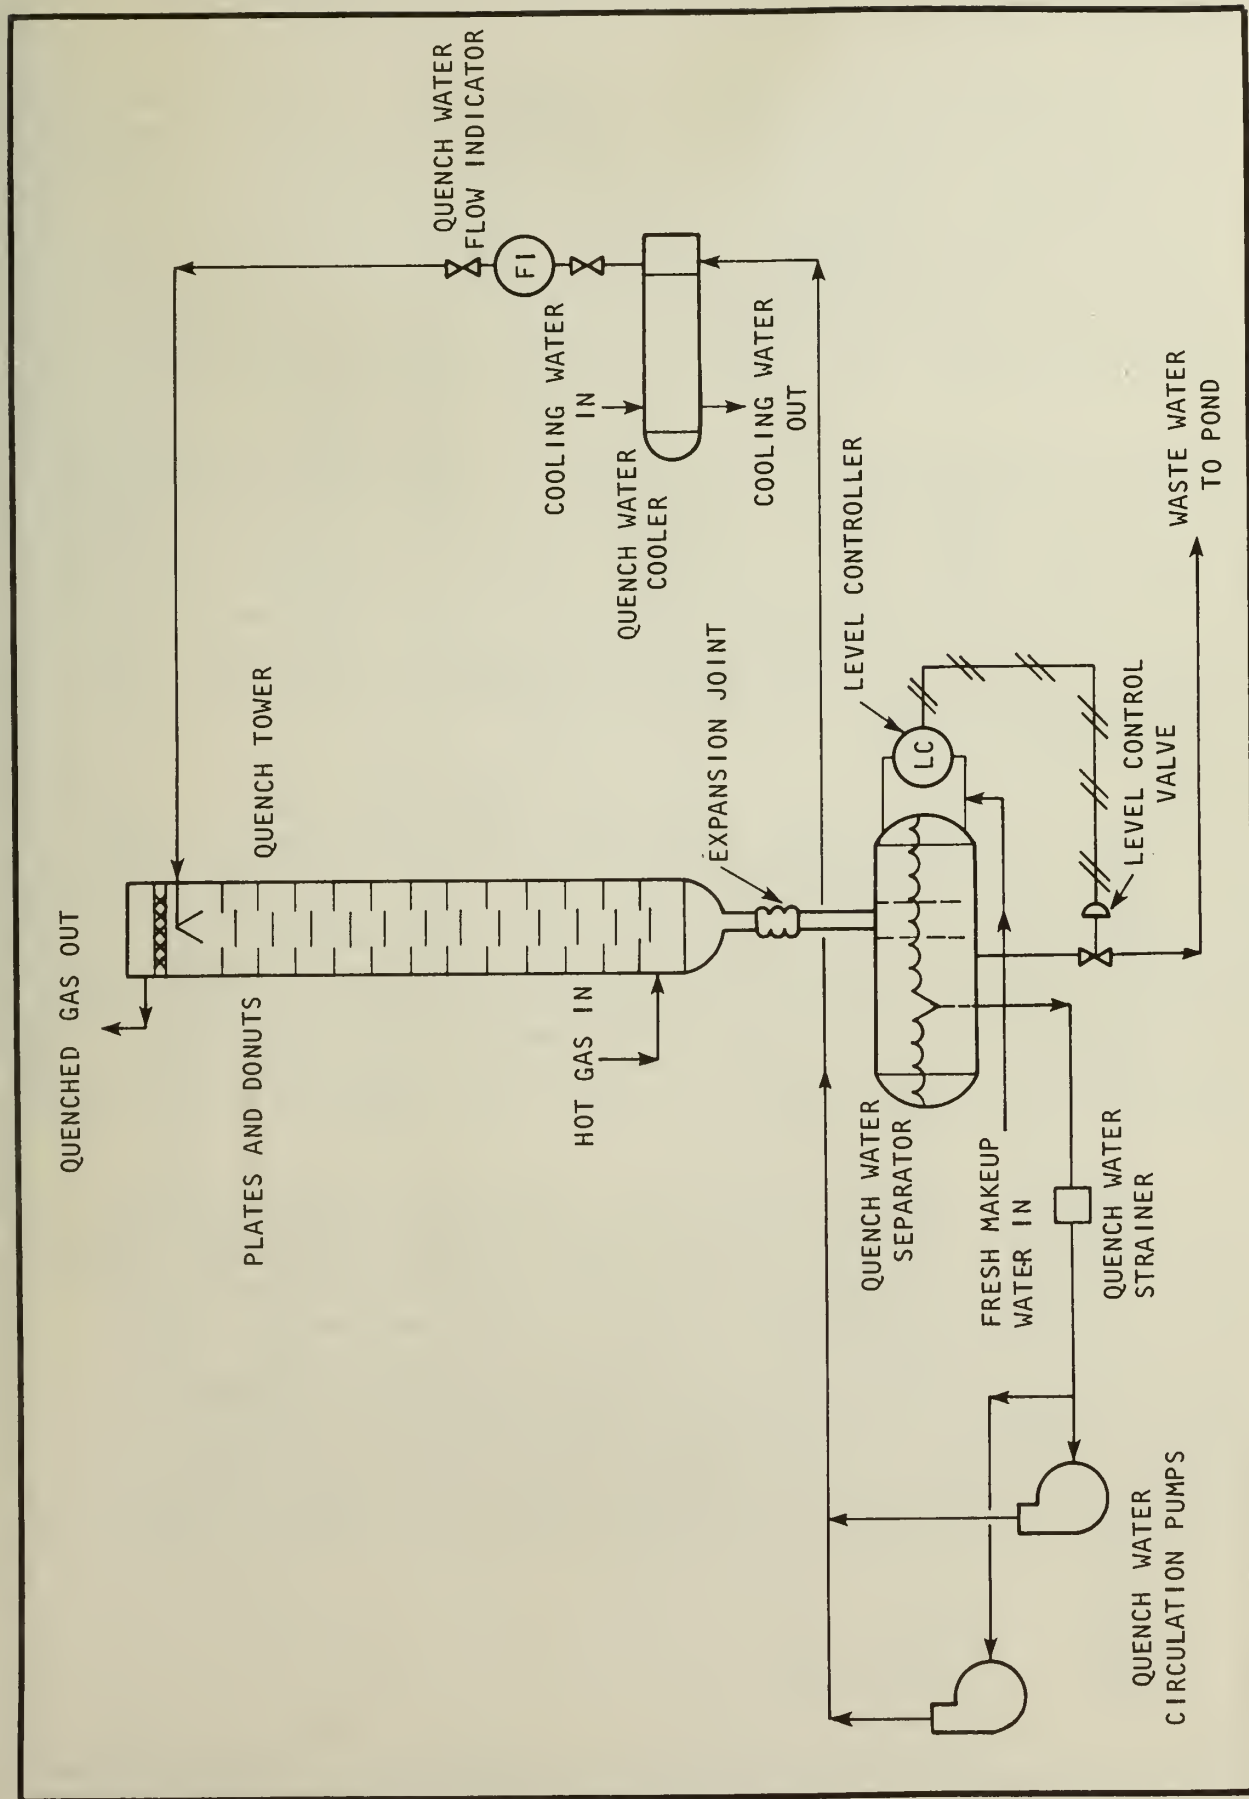 QUENCHED GAS OUT
PLATES AND DONUTS
QUENCH TOWER
QUENCH WATER
FLOW INDICATOR
FI
HOT GAS IN
COOLING WATER
IN
QUENCH WATER
COOLER
EXPANSION JOINT
COOLING WATER
OUT
QUENCH WATER
SEPARATOR
LEVEL CONTROLLER
LC
FRESH MAKEUP
WATER IN
QUENCH WATER
STRAINER
LEVEL CONTROL
VALVE
WASTE WATER
TO POND
QUENCH WATER
CIRCULATION PUMPS